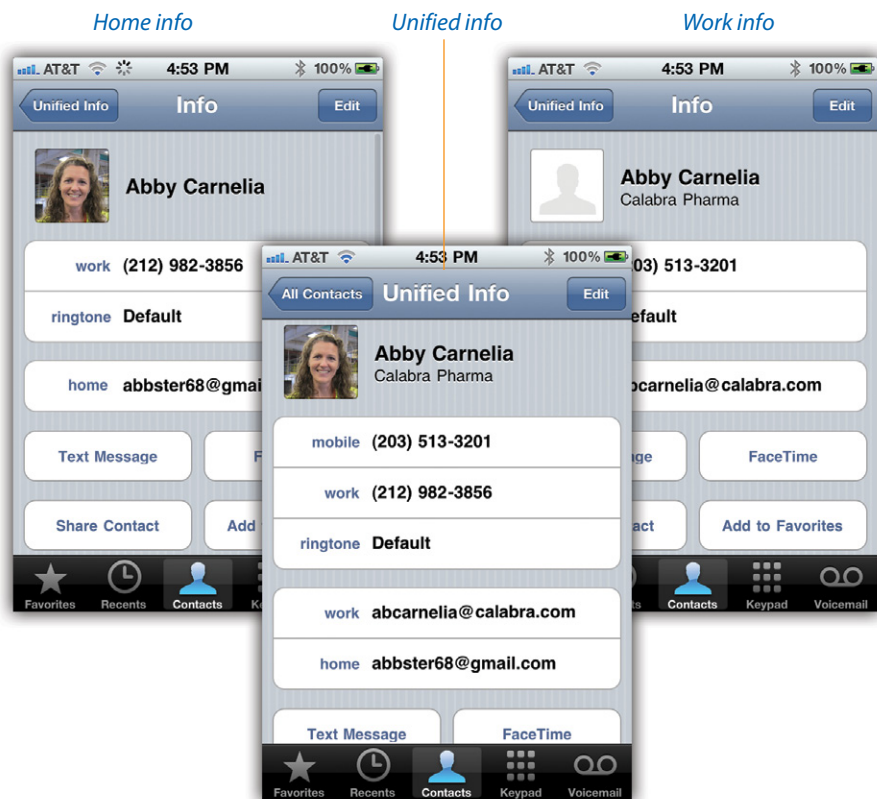 Home info
Unified info
Work info
AT&T 4:53 PM 100%
Unified Info Info Edit
Abby Carnelia
work (212) 982-3856
ringtone Default
home abbster68@gmai
Text Message F
Share Contact Add
Favorites Recents Contacts Ke
AT&T 4:53 PM 100%
All Contacts Unified Info Edit
Abby Carnelia
Calabra Pharma
mobile (203) 513-3201
work (212) 982-3856
ringtone Default
work abcarnelia@calabra.com
home abbster68@gmail.com
Text Message FaceTime
Favorites Recents Contacts Keypad Voicemail
AT&T 4:53 PM 100%
Unified Info Info Edit
Abby Carnelia
Calabra Pharma
03) 513-3201
efault
carnelia@calabra.com
ge FaceTime
act Add to Favorites
ts Contacts Keypad Voicemail